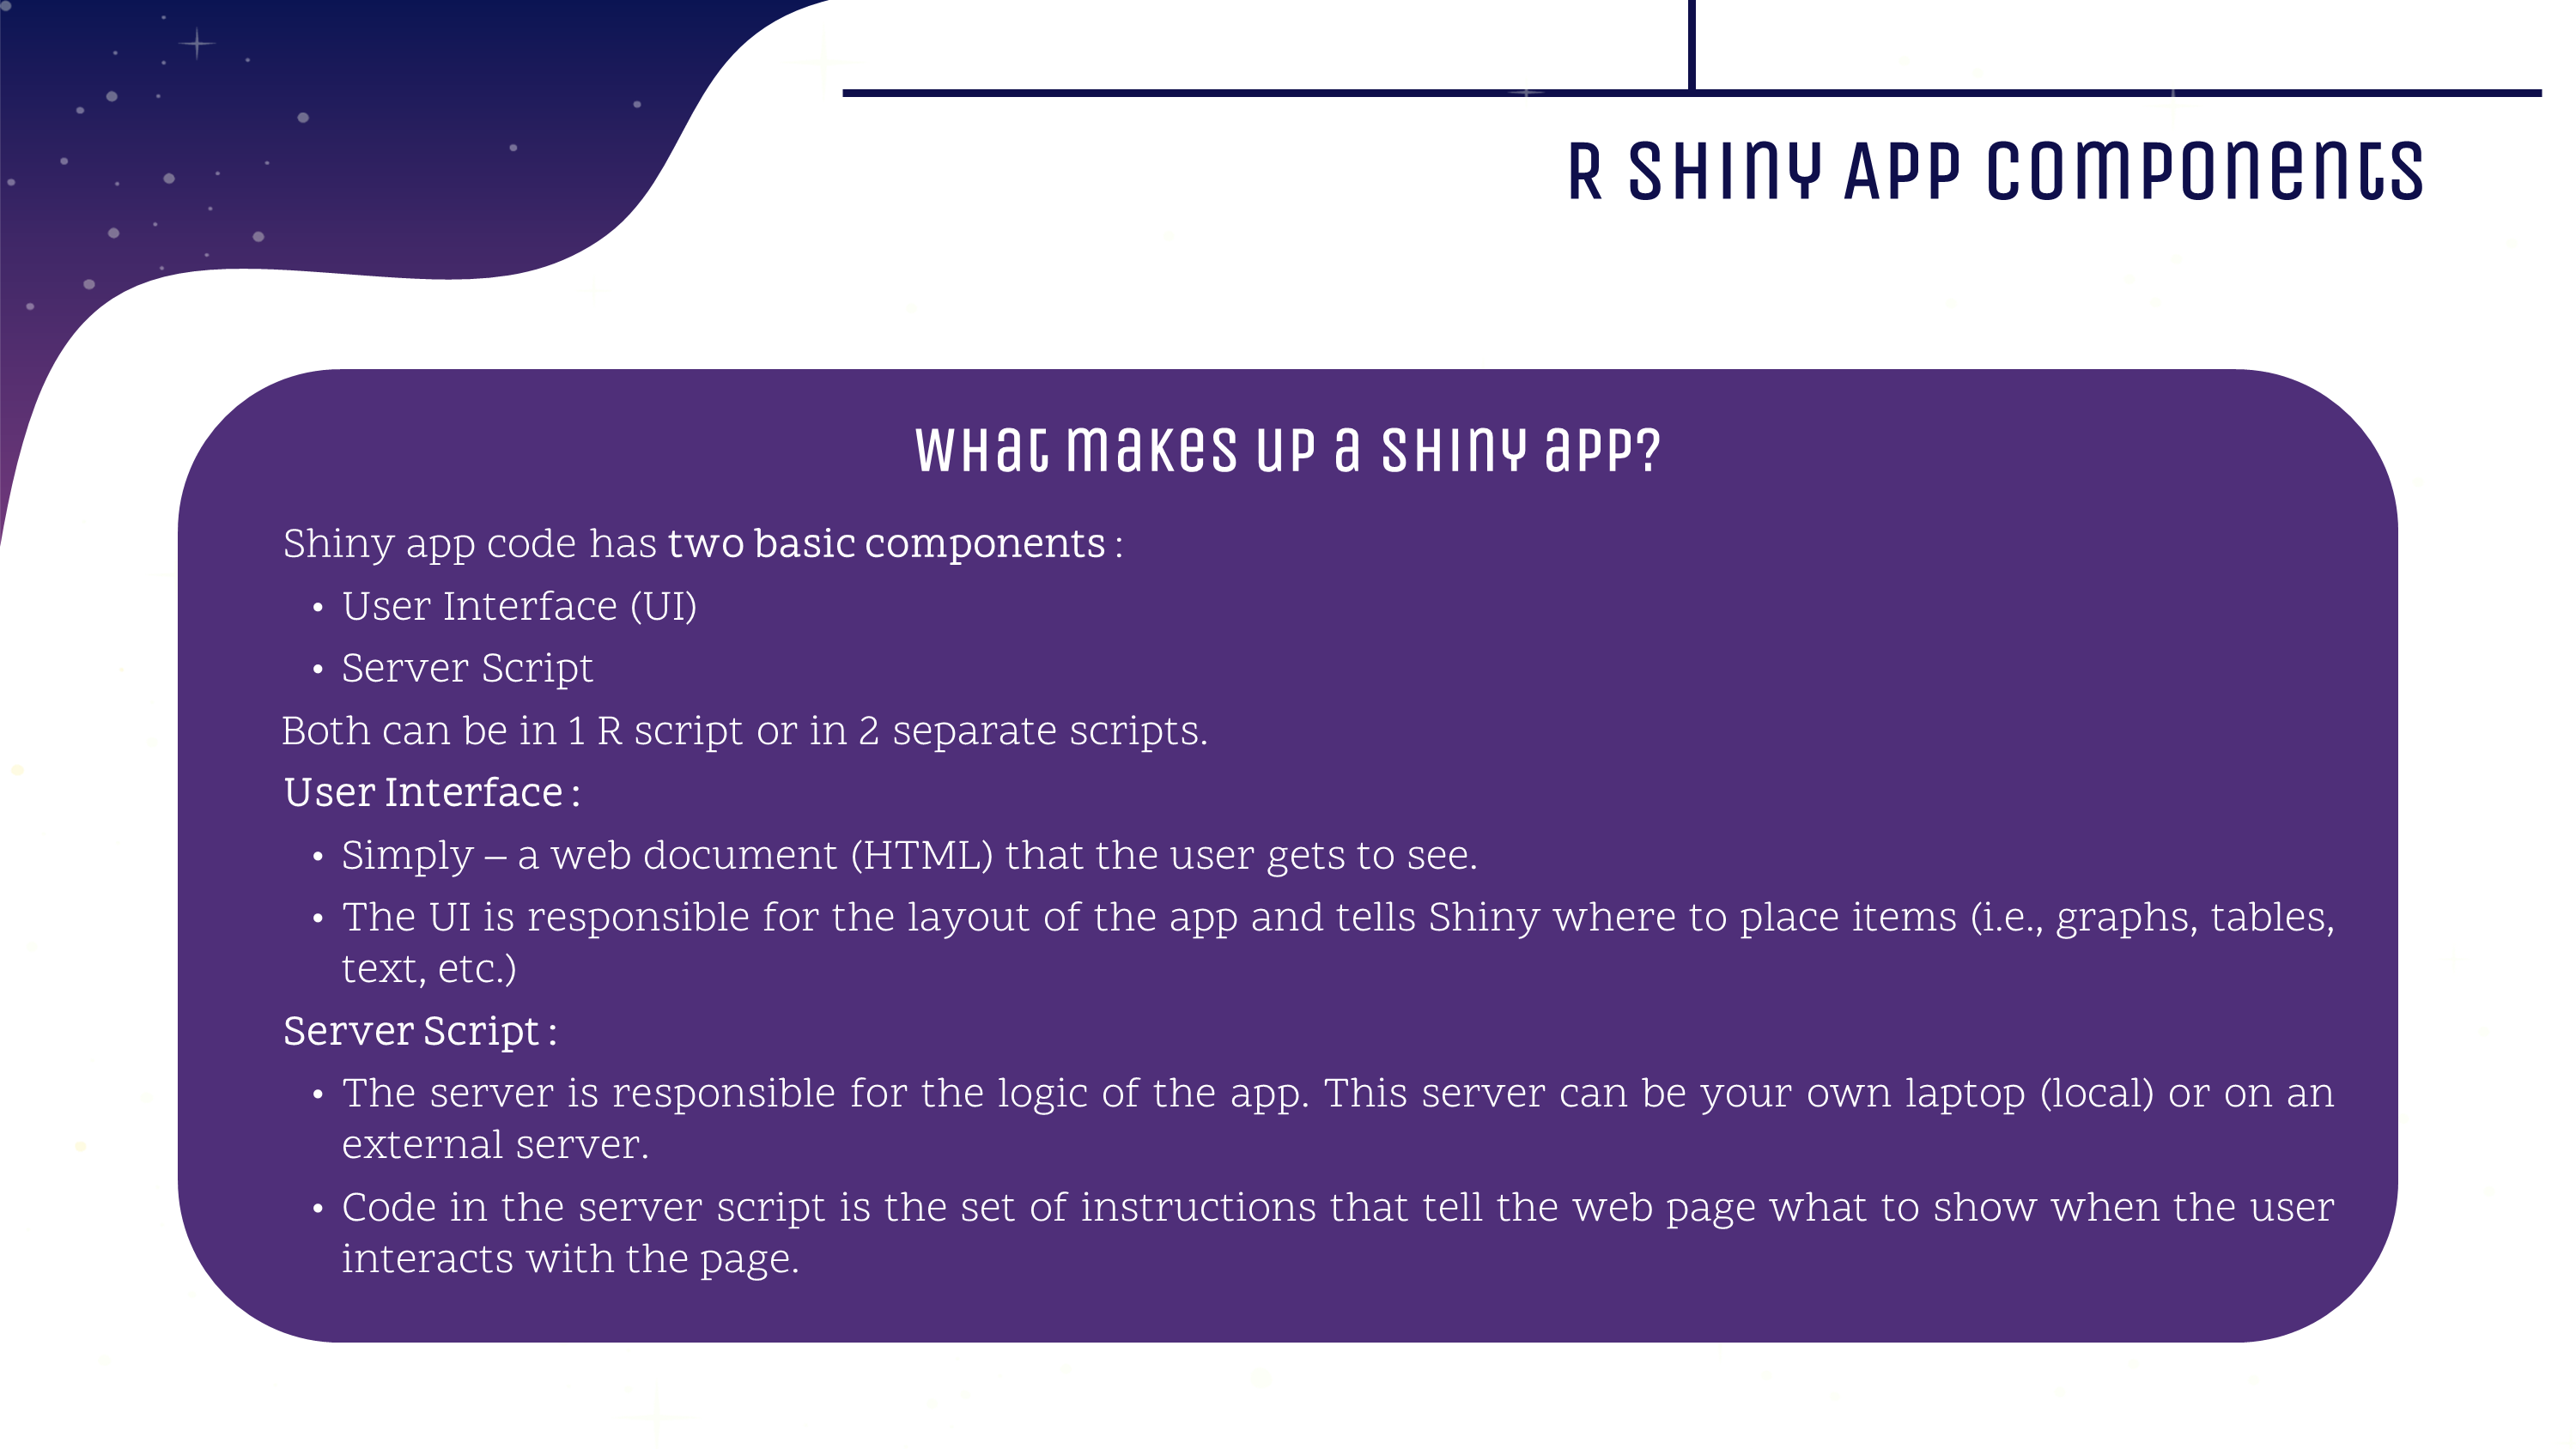 R SHINY APP COMPONENTS
WHAT MAKES UP A SHINY APP?
Shiny app code has two basic components :
• User Interface (UI)
• Server Script
Both can be in 1 R script or in 2 separate scripts.
User Interface :
• Simply – a web document (HTML) that the user gets to see.
• The UI is responsible for the layout of the app and tells Shiny where to place items (i.e., graphs, tables,
text, etc.)
Server Script :
• The server is responsible for the logic of the app. This server can be your own laptop (local) or on an
external server.
• Code in the server script is the set of instructions that tell the web page what to show when the user
interacts with the page.